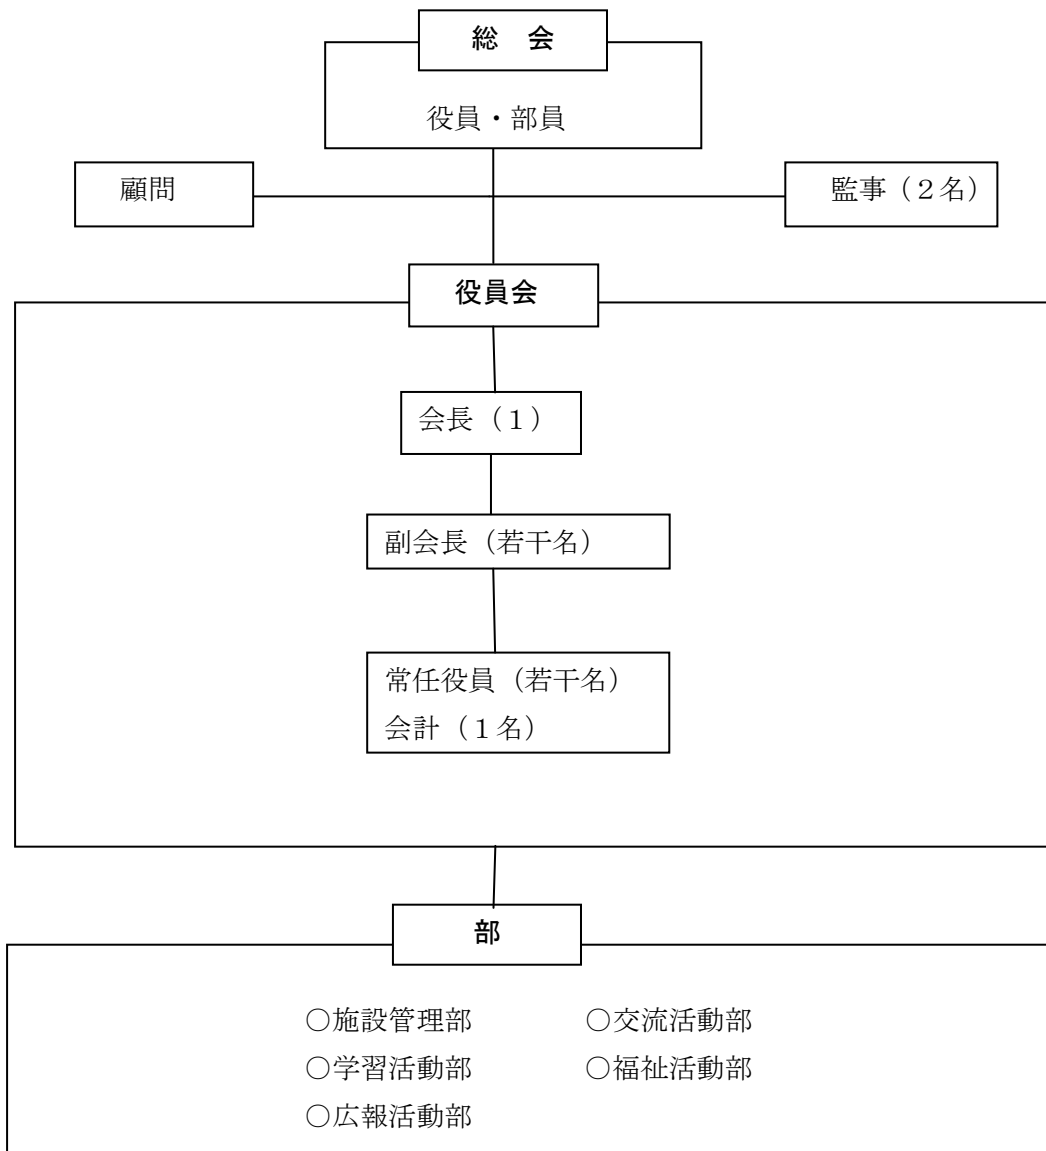 総　会
役員・部員
顧問
監事（２名）
役員会
会長（１）
副会長（若干名）
常任役員（若干名）
会計（１名）
部
○施設管理部　　　　○交流活動部
○学習活動部　　　　○福祉活動部
○広報活動部